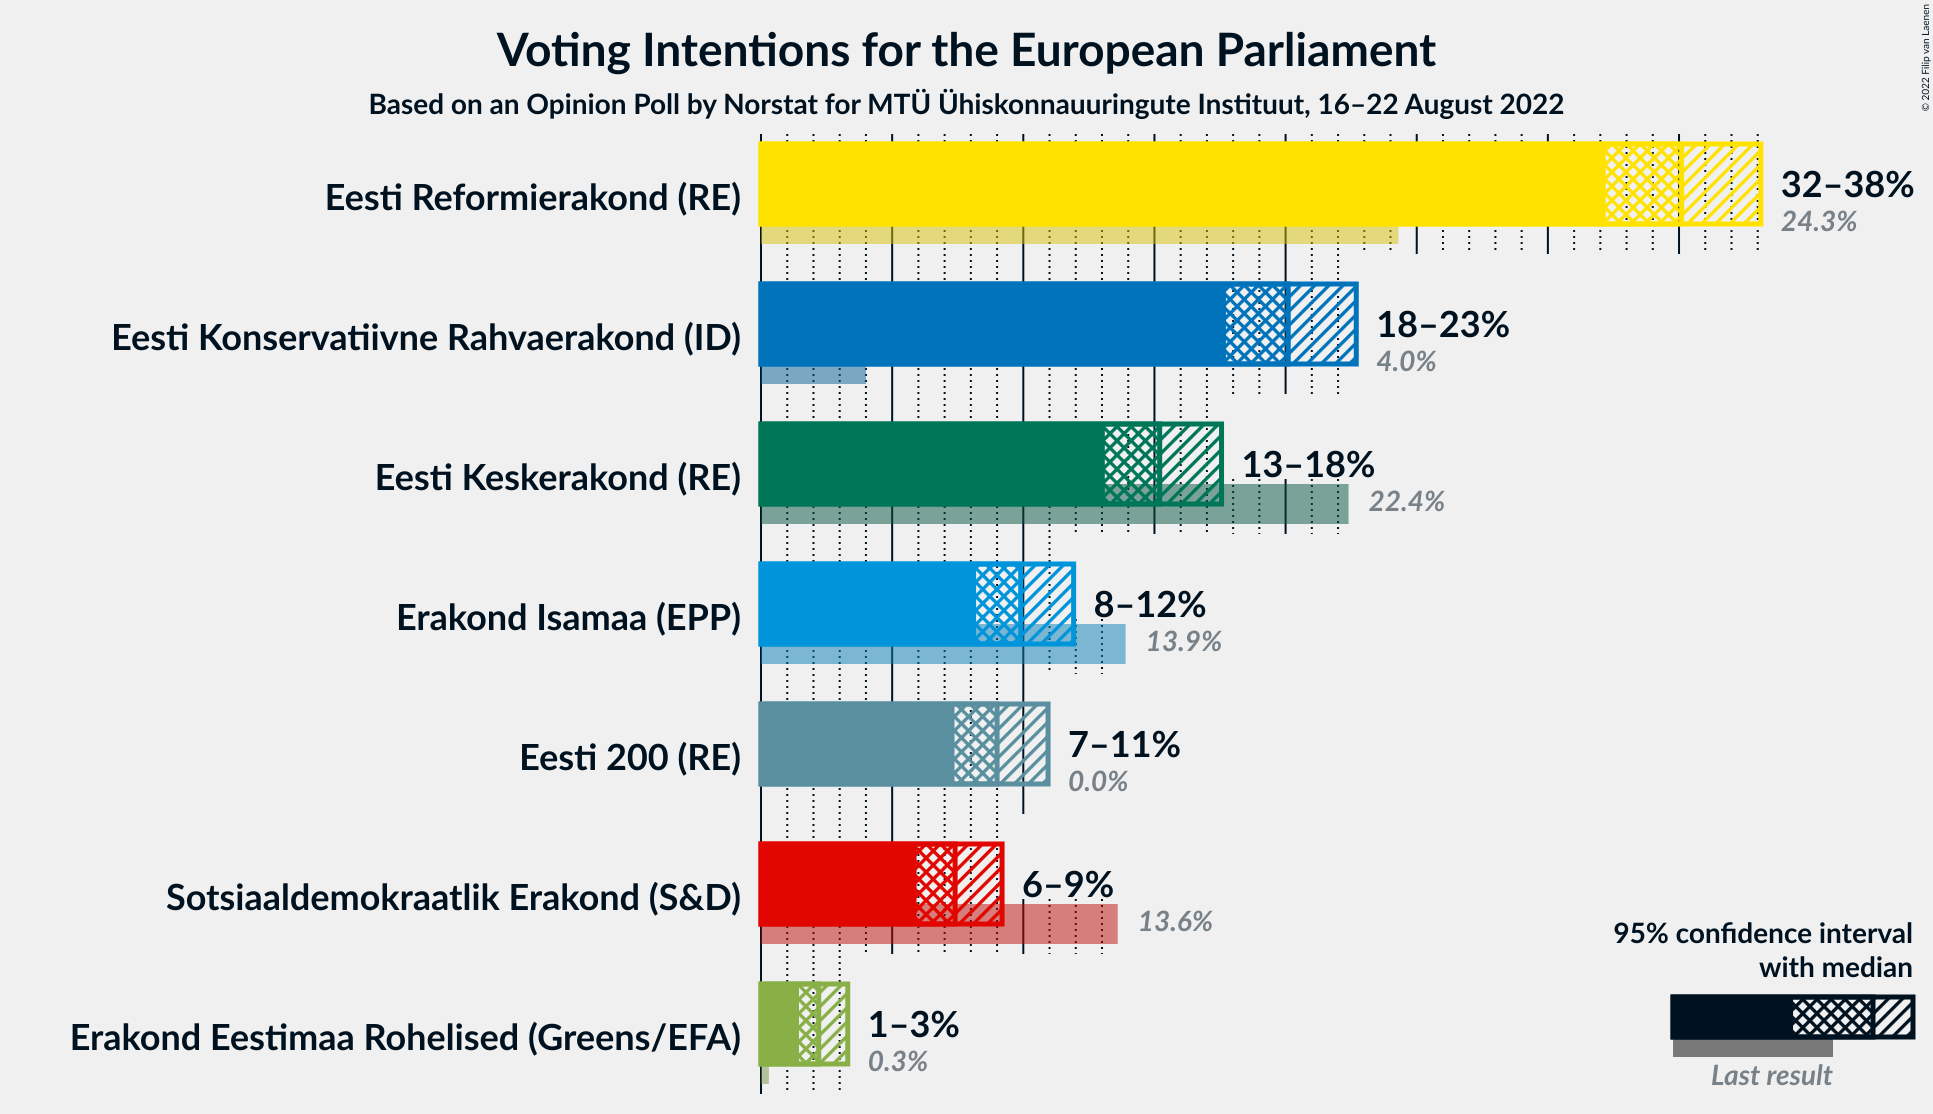 Voting Intentions for the European Parliament
Based on an Opinion Poll by Norstat for MTÜ Ühiskonnauuringute Instituut, 16–22 August 2022
© 2022 Filip van Laenen
Eesti Reformierakond (RE)
32–38%
24.3%
Eesti Konservatiivne Rahvaerakond (ID)
18–23%
4.0%
Eesti Keskerakond (RE)
13–18%
22.4%
Erakond Isamaa (EPP)
8–12%
13.9%
Eesti 200 (RE)
7–11%
0.0%
Sotsiaaldemokraatlik Erakond (S&D)
6–9%
13.6%
Erakond Eestimaa Rohelised (Greens/EFA)
1–3%
0.3%
95% confidence interval
with median
Last result